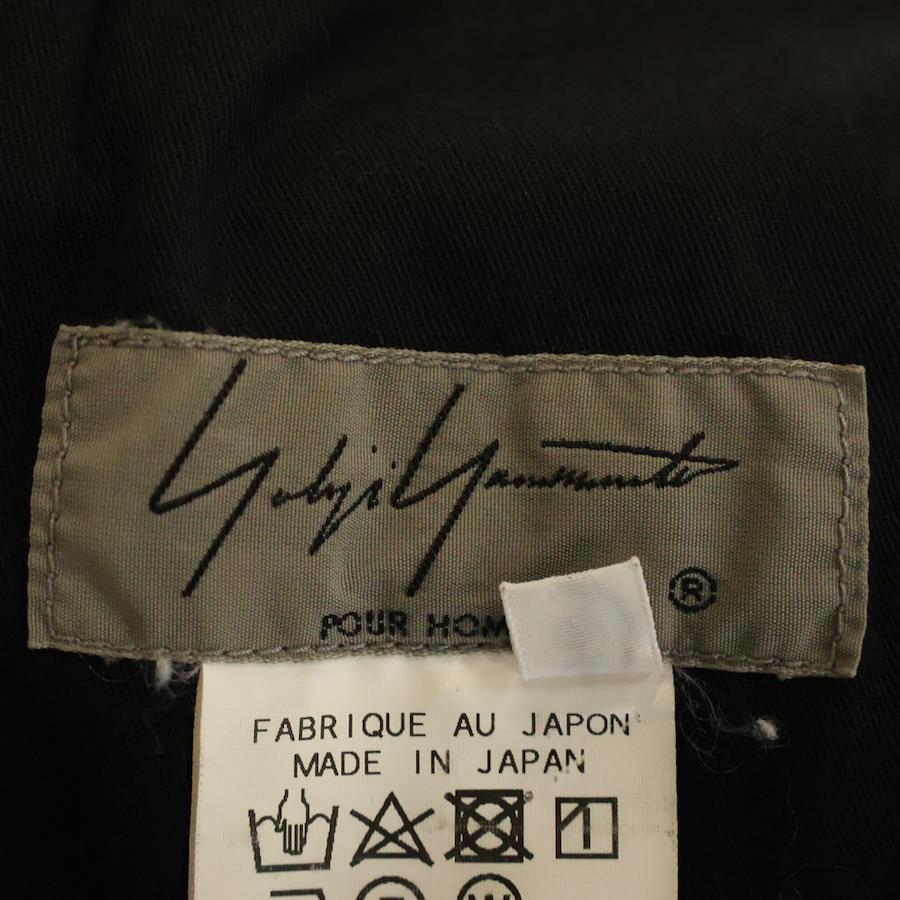 Yohji Yamamoto
®
POUR HOM
FABRIQUE AU JAPON
MADE IN JAPAN